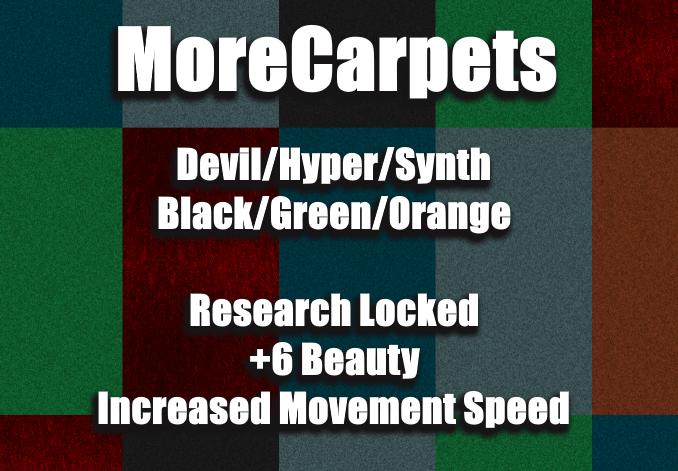 MoreCarpets
Devil/Hyper/Synth
Black/Green/Orange
Research Locked
+6 Beauty
Increased Movement Speed